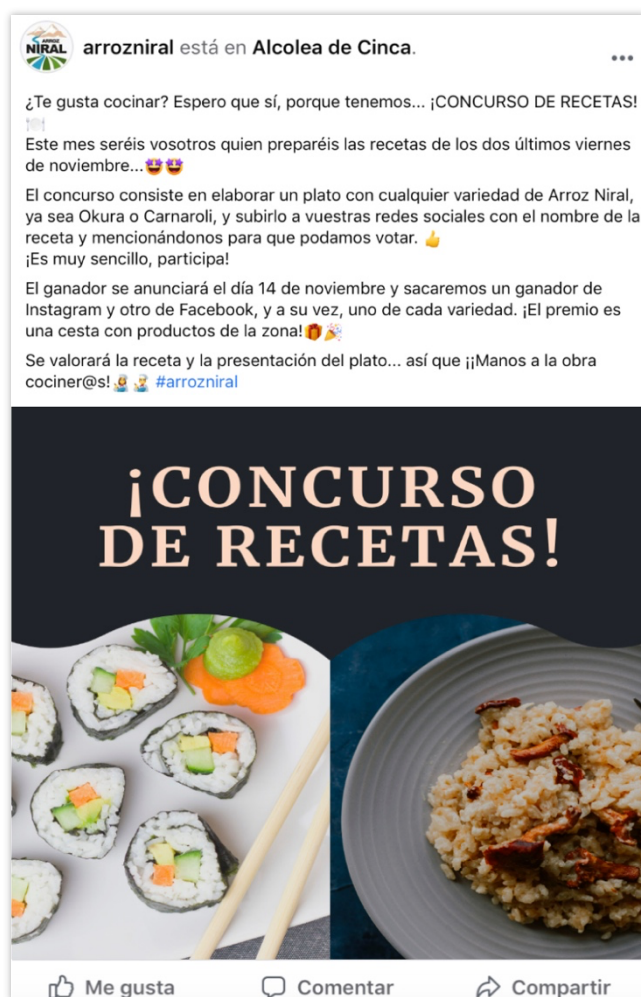 ARROZ
NIRAL
arrozniral está en Alcolea de Cinca.
¿Te gusta cocinar? Espero que sí, porque tenemos... ¡CONCURSO DE RECETAS!
🍽️
Este mes seréis vosotros quien preparéis las recetas de los dos últimos viernes
de noviembre...🤩🤩
El concurso consiste en elaborar un plato con cualquier variedad de Arroz Niral,
ya sea Okura o Carnaroli, y subirlo a vuestras redes sociales con el nombre de la
receta y mencionándonos para que podamos votar. 👍
¡Es muy sencillo, participa!
El ganador se anunciará el día 14 de noviembre y sacaremos un ganador de
Instagram y otro de Facebook, y a su vez, uno de cada variedad. ¡El premio es
una cesta con productos de la zona!🎁🎉
Se valorará la receta y la presentación del plato... así que ¡¡Manos a la obra
cociner@s!👩‍🍳👨‍🍳 #arrozniral
¡CONCURSO
DE RECETAS!
Me gusta
Comentar
Compartir